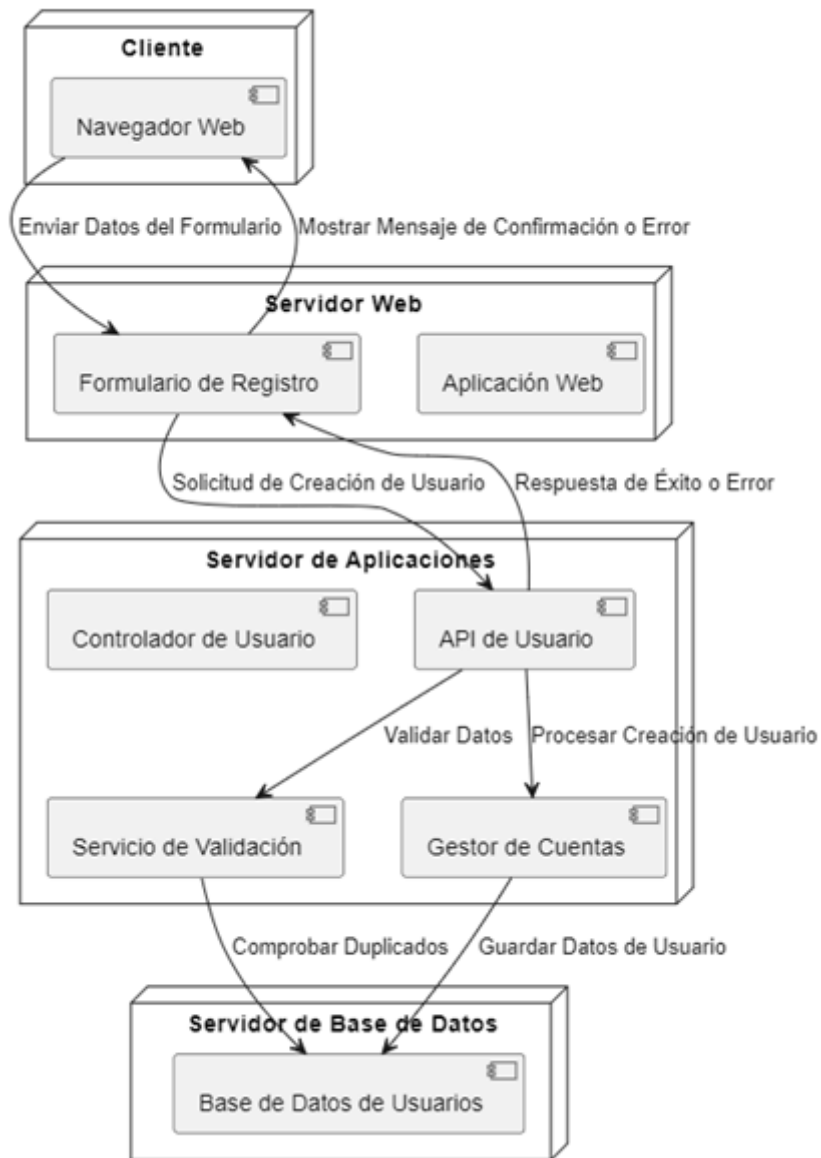 Cliente
Navegador Web
Enviar Datos del Formulario
Mostrar Mensaje de Confirmación o Error
Servidor Web
Formulario de Registro
Aplicación Web
Solicitud de Creación de Usuario
Respuesta de Éxito o Error
Servidor de Aplicaciones
Controlador de Usuario
API de Usuario
Validar Datos
Procesar Creación de Usuario
Servicio de Validación
Gestor de Cuentas
Comprobar Duplicados
Guardar Datos de Usuario
Servidor de Base de Datos
Base de Datos de Usuarios